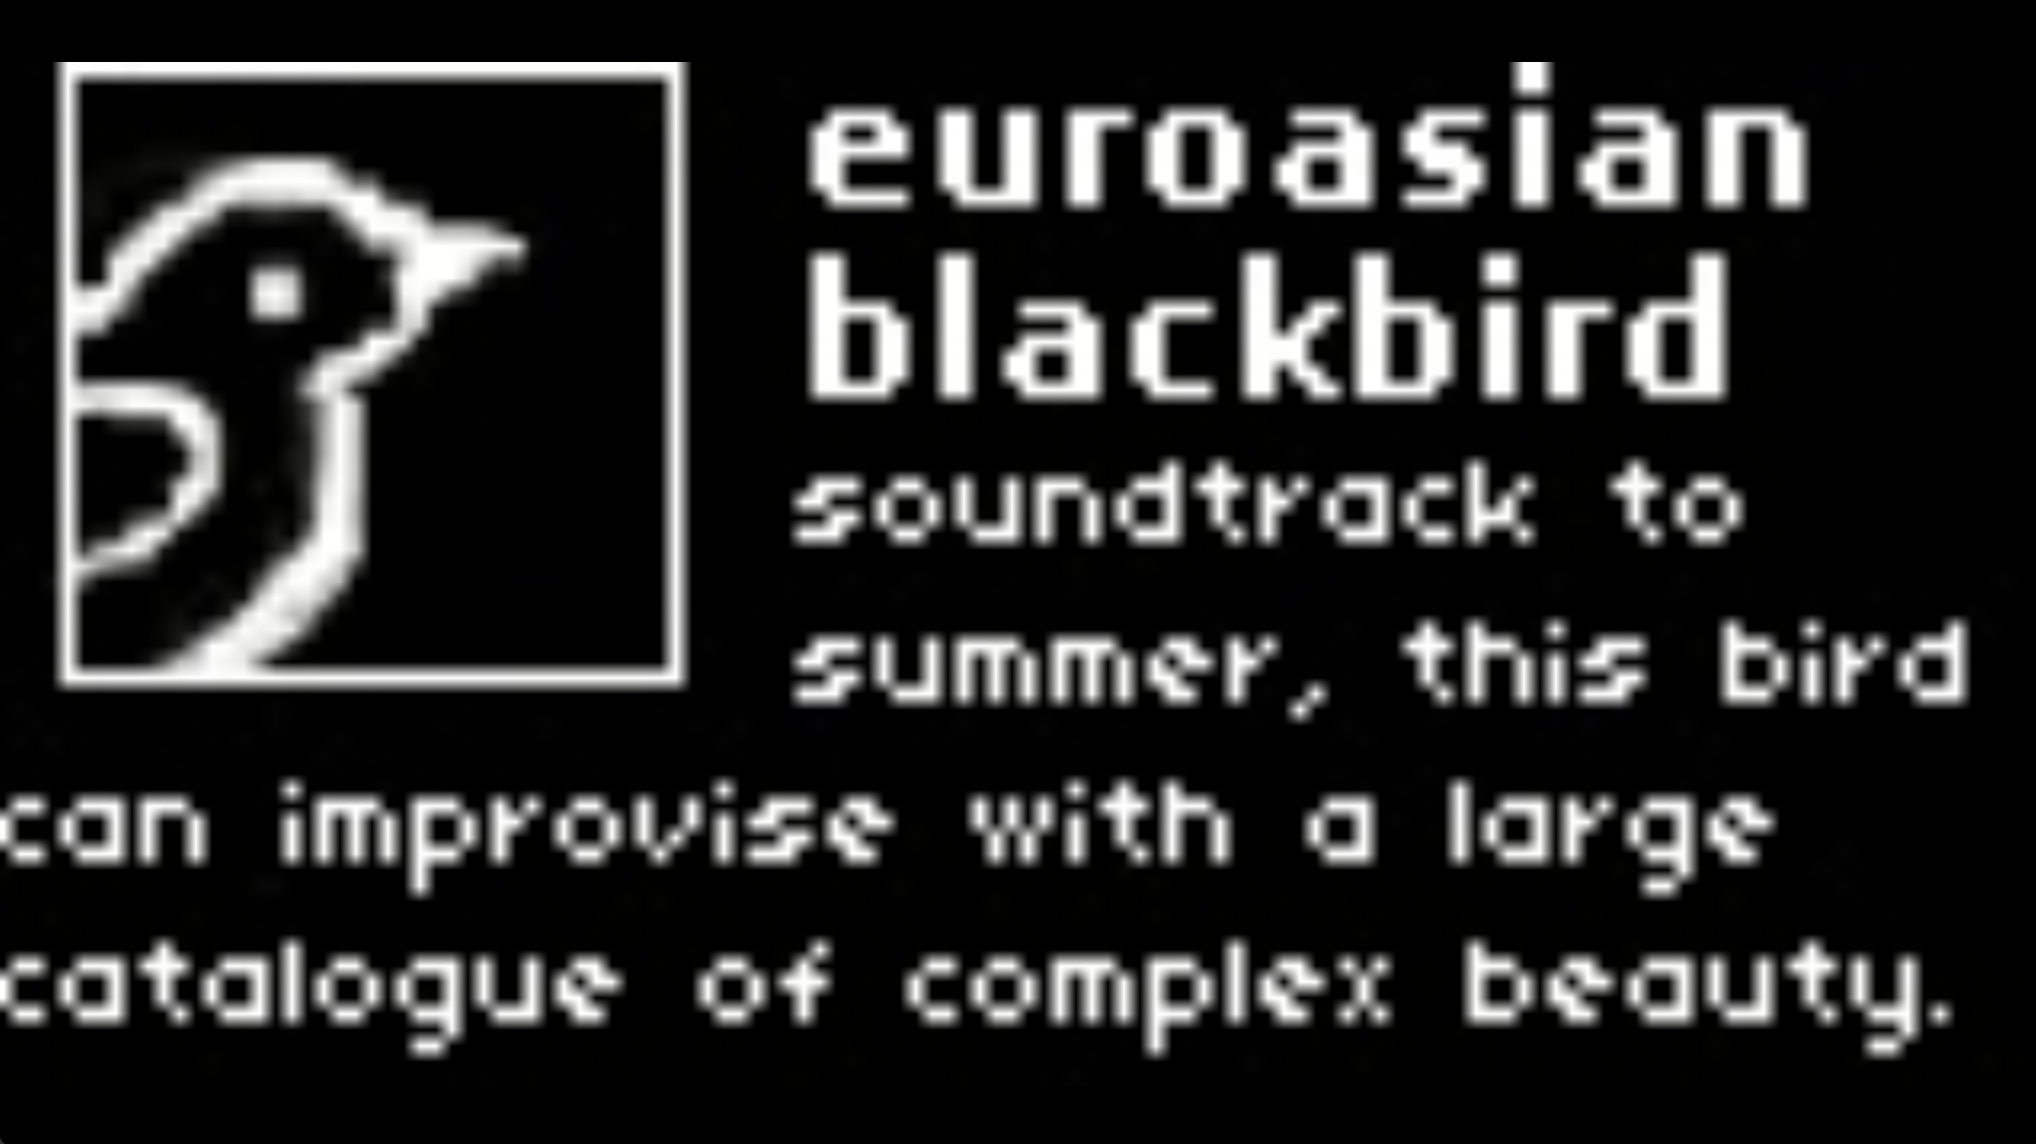 euroasian
blackbird
soundtrack to
summer, this bird
can improvise with a large
catalogue of complex beauty.